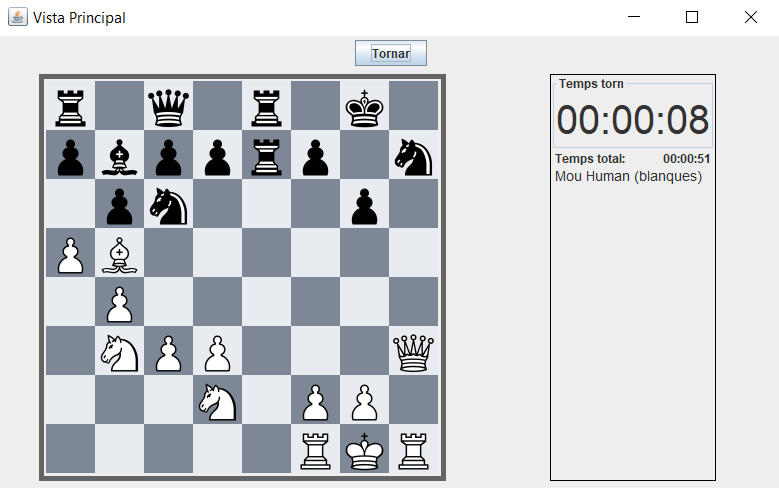 Vista Principal
Tornar
Temps torn
00:00:08
Temps total: 00:00:51
Mou Human (blanques)